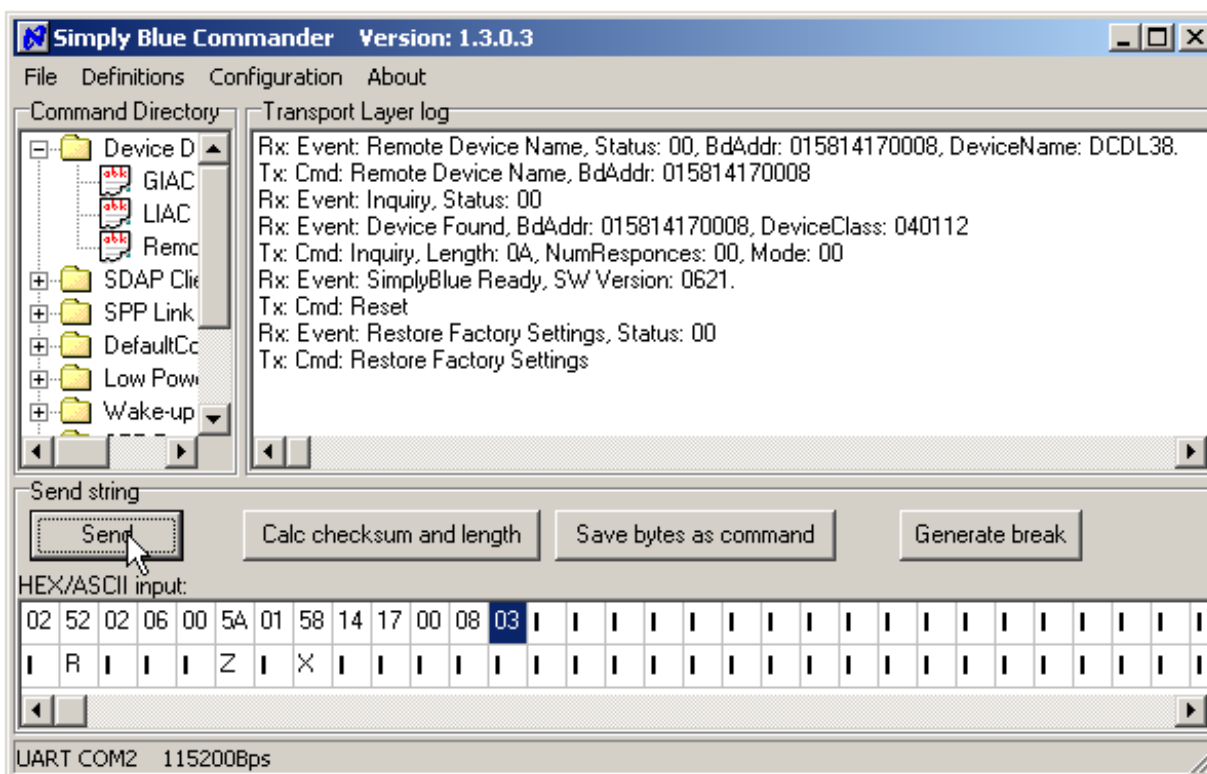 Simply Blue Commander Version: 1.3.0.3
File Definitions Configuration About
Command Directory
Device D
GIAC
LIAC
Remo
SDAP Clie
SPP Link
DefaultCo
Low Pow
Wake-up
Transport Layer log
Rx: Event: Remote Device Name, Status: 00, BdAddr: 015814170008, DeviceName: DCDL38.
Tx: Cmd: Remote Device Name, BdAddr: 015814170008
Rx: Event: Inquiry, Status: 00
Rx: Event: Device Found, BdAddr: 015814170008, DeviceClass: 040112
Tx: Cmd: Inquiry, Length: 0A, NumResponces: 00, Mode: 00
Rx: Event: SimplyBlue Ready, SW Version: 0621.
Tx: Cmd: Reset
Rx: Event: Restore Factory Settings, Status: 00
Tx: Cmd: Restore Factory Settings
Send string
Send Calc checksum and length Save bytes as command Generate break
HEX/ASCII input:
02 52 02 06 00 5A 01 58 14 17 00 08 03
R Z X
UART COM2 115200Bps